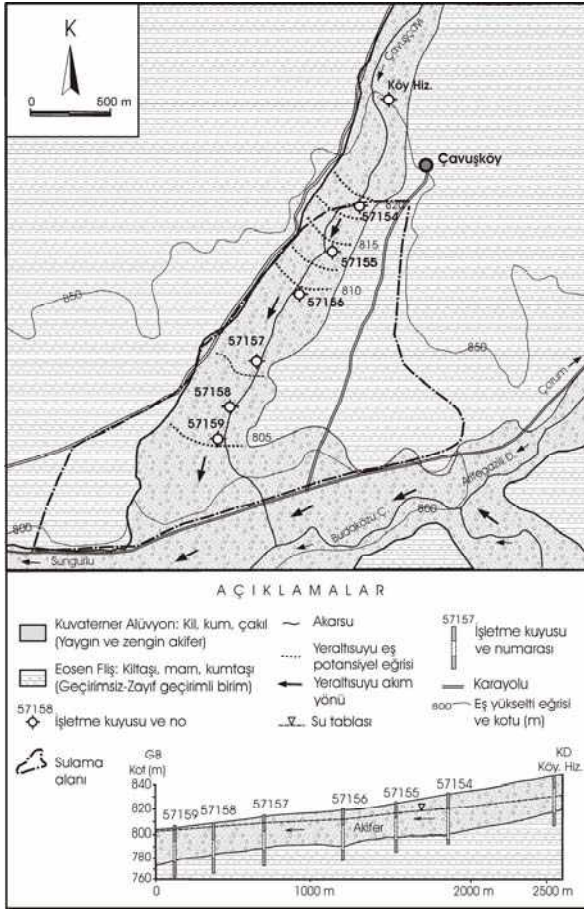 K
0 500 m
Çavuşçayı
Köy Hiz.
Çavuşköy
820
57154
815
57155
810
57156
850
57157
850
57158
57159
805
Çorum
800
Budaközü Ç.
800
Sungurlu
AÇIKLAMALAR
Kuvaterner Alüvyon: Kil, kum, çakıl
(Yaygın ve zengin akifer)
Eosen Fliş: Kiltaşı, marn, kumtaşı
(Geçirimsiz-Zayıf geçirimli birim)
57158
İşletme kuyusu ve no
Sulama
alanı
Akarsu
Yeraltısuyu eş
potansiyel eğrisi
Yeraltısuyu akım
yönü
Su tablası
57157
İşletme kuyusu
ve numarası
Karayolu
800
Eş yükselti eğrisi
ve kotu (m)
GB
Kot (m)
KD
Köy. Hiz.
840
820
800
780
760
57159
57158
57157
57156
57155
57154
Akifer
0 1000 m 2000 m 2500 m